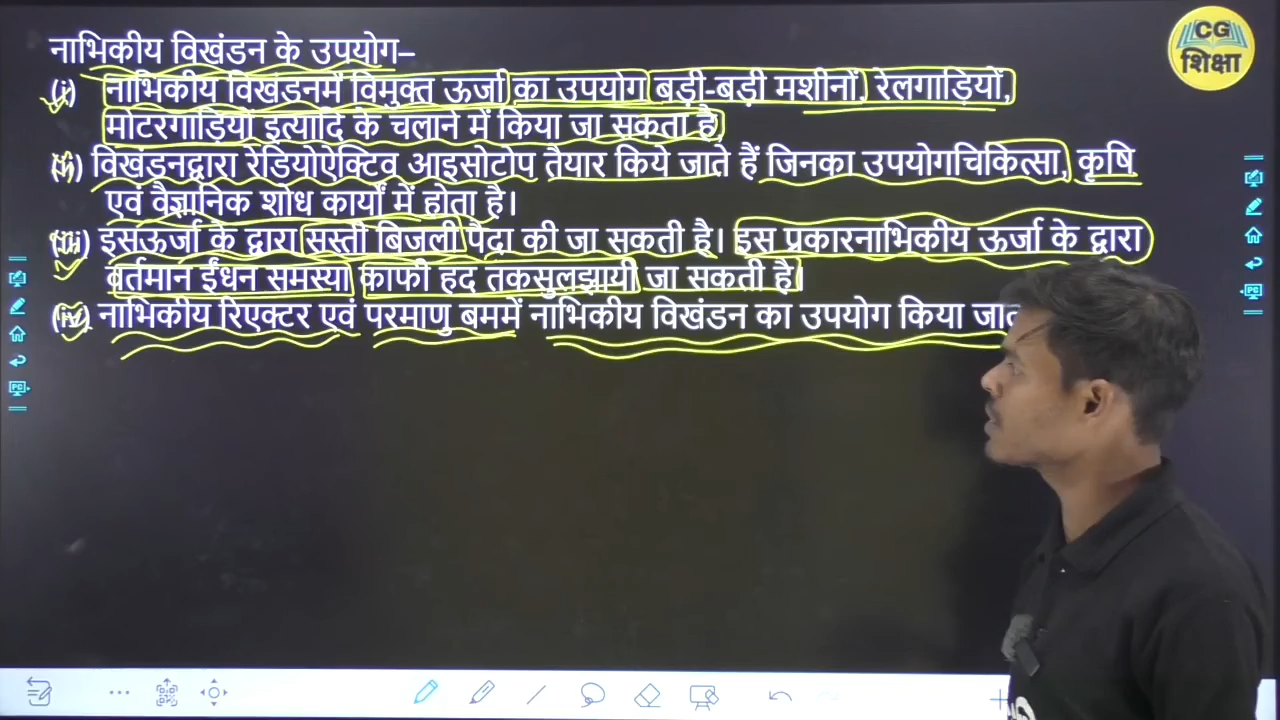 नाभिकीय विखंडन के उपयोग–
(i) नाभिकीय विखंडनमें विमुक्त ऊर्जा का उपयोग बड़ी-बड़ी मशीनों, रेलगाड़ियों,
मोटरगाड़ियों इत्यादि के चलाने में किया जा सकता है,
(ii) विखंडनद्वारा रेडियोऐक्टिव आइसोटोप तैयार किये जाते हैं जिनका उपयोगचिकित्सा, कृषि
एवं वैज्ञानिक शोध कार्यों में होता है।
(iii) इसऊर्जा के द्वारा सस्ती बिजली पैदा की जा सकती है। इस प्रकारनाभिकीय ऊर्जा के द्वारा
वर्तमान ईंधन समस्या काफी हद तकसुलझायी जा सकती है।
(iv) नाभिकीय रिएक्टर एवं परमाणु बममें नाभिकीय विखंडन का उपयोग किया
CG
शिक्षा
PC
PC